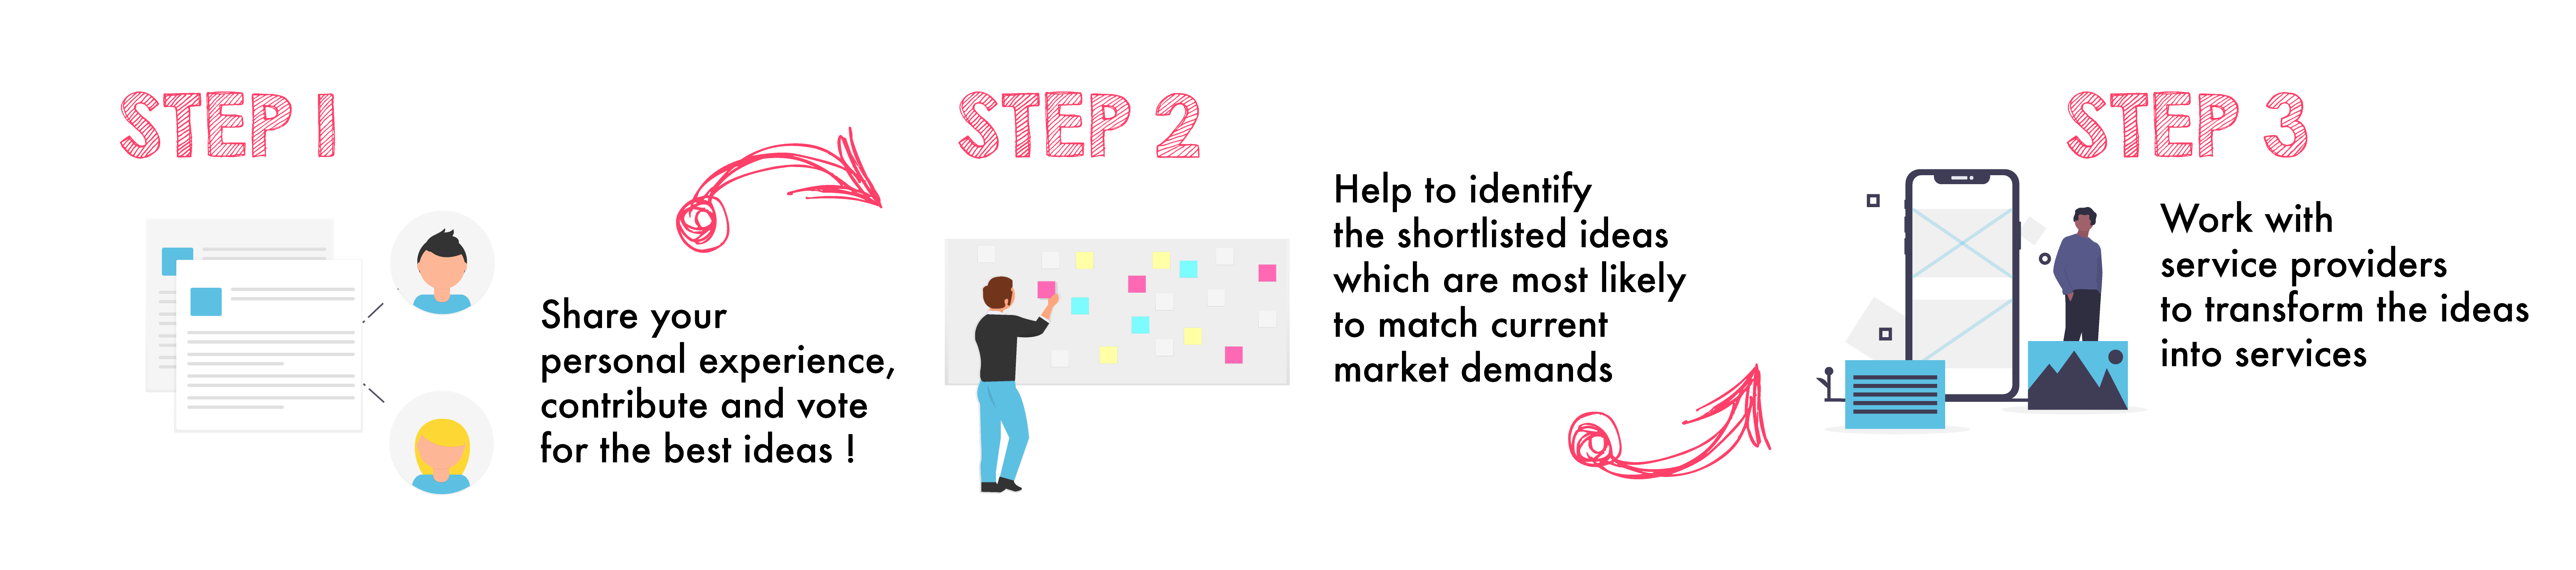 STEP 1
Share your
personal experience,
contribute and vote
for the best ideas !
STEP 2
Help to identify
the shortlisted ideas
which are most likely
to match current
market demands
STEP 3
Work with
service providers
to transform the ideas
into services